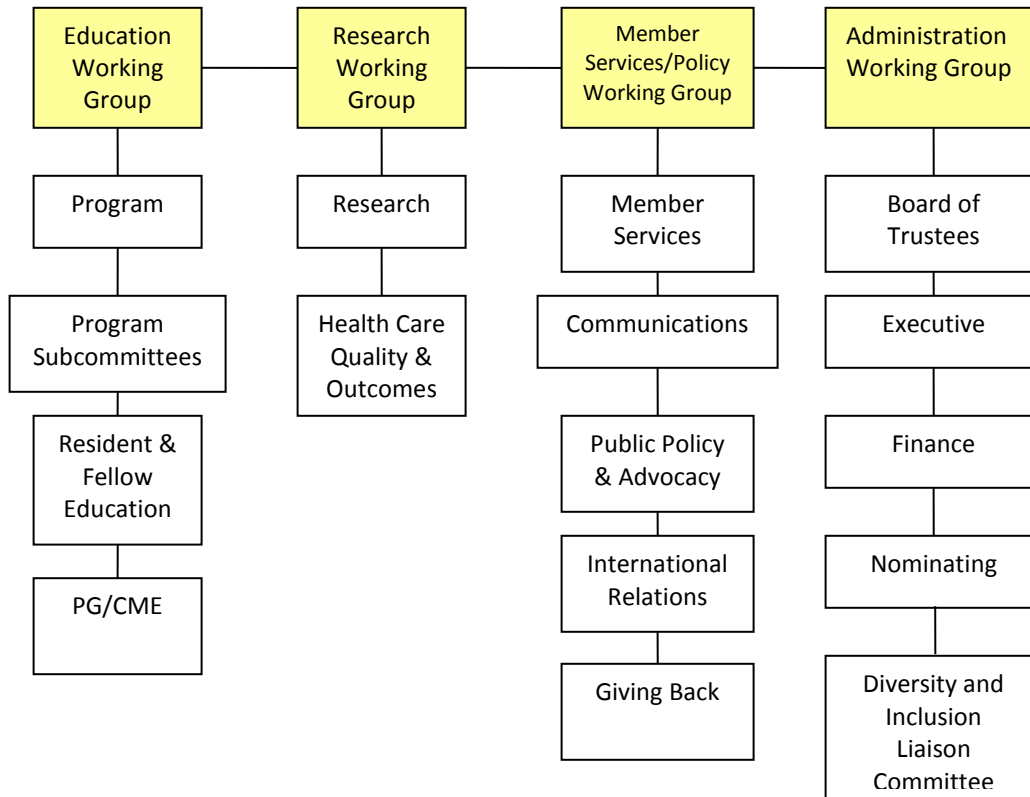 Education
Working
Group
Research
Working
Group
Member
Services/Policy
Working Group
Administration
Working Group
Program
Research
Member
Services
Board of
Trustees
Program
Subcommittees
Health Care
Quality &
Outcomes
Communications
Executive
Resident &
Fellow
Education
Public Policy
& Advocacy
Finance
PG/CME
International
Relations
Nominating
Giving Back
Diversity and
Inclusion
Liaison
Committee